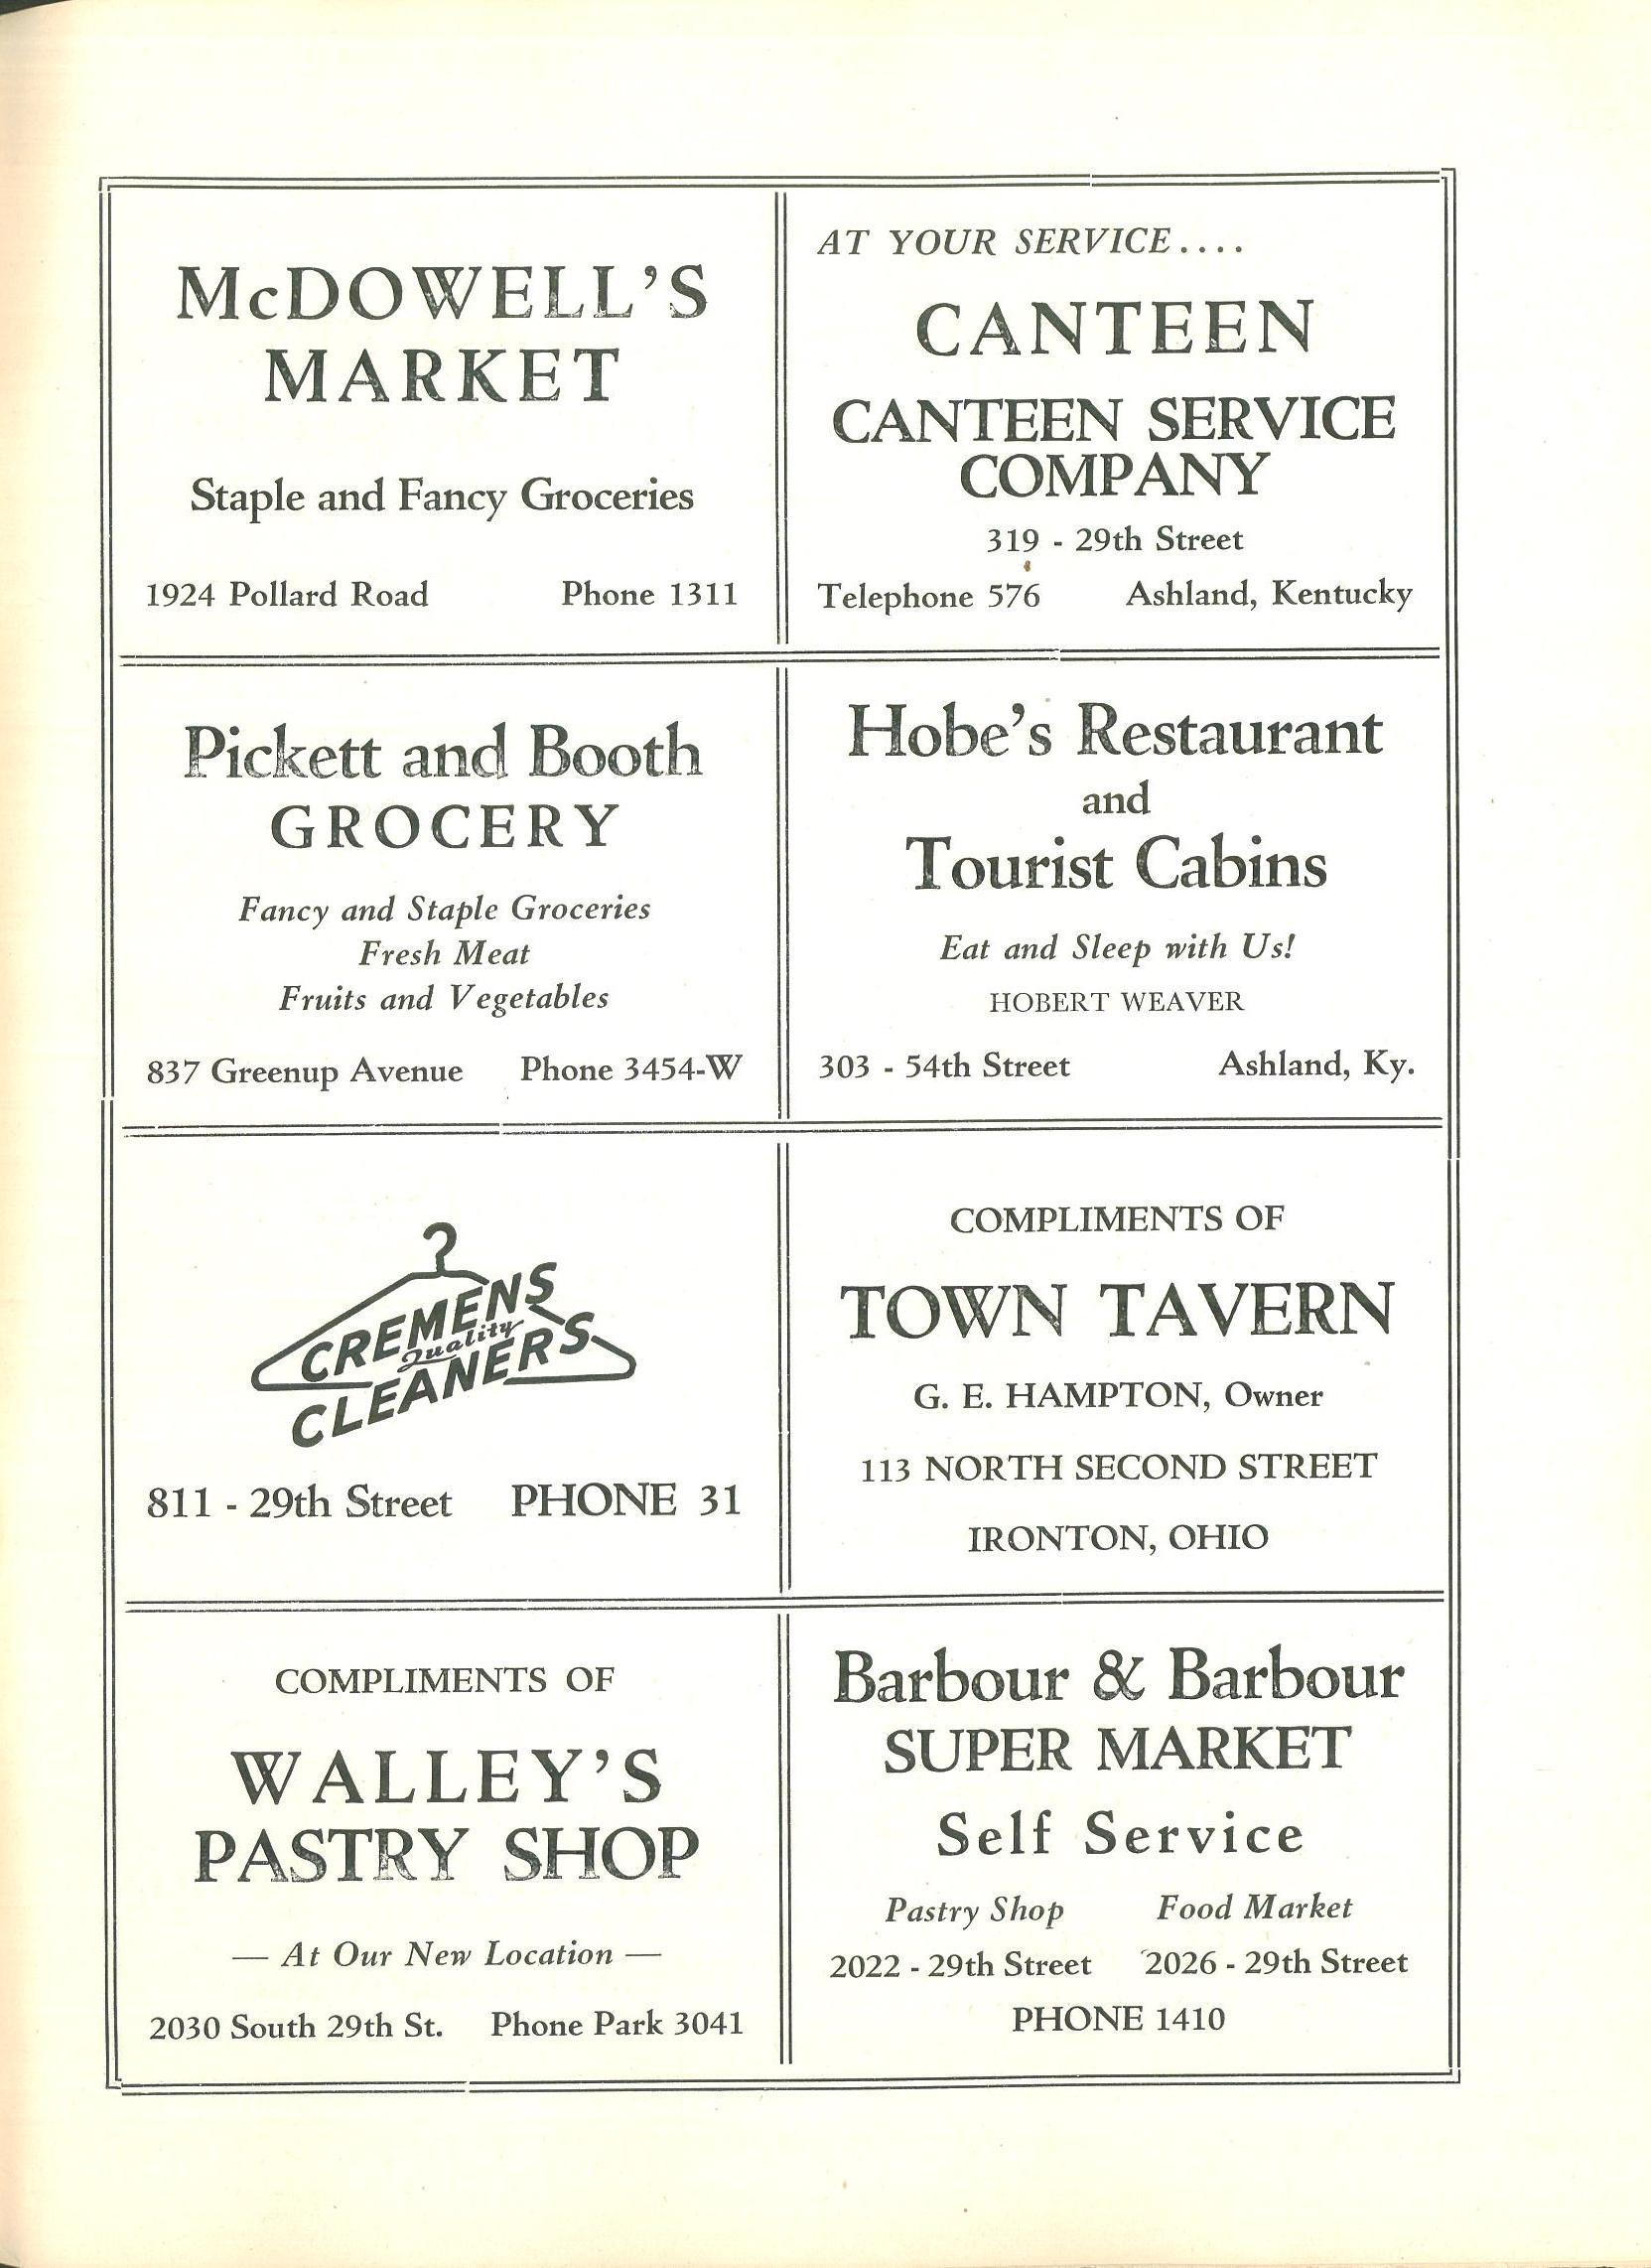 McDOWELL'S
MARKET
Staple and Fancy Groceries
1924 Pollard Road Phone 1311
AT YOUR SERVICE....
CANTEEN
CANTEEN SERVICE
COMPANY
319 - 29th Street
Telephone 576 Ashland, Kentucky
Pickett and Booth
GROCERY
Fancy and Staple Groceries
Fresh Meat
Fruits and Vegetables
837 Greenup Avenue Phone 3454-W
Hobe's Restaurant
and
Tourist Cabins
Eat and Sleep with Us!
HOBERT WEAVER
303 - 54th Street Ashland, Ky.
CREMENS
Quality
CLEANERS
811 - 29th Street PHONE 31
COMPLIMENTS OF
TOWN TAVERN
G. E. HAMPTON, Owner
113 NORTH SECOND STREET
IRONTON, OHIO
COMPLIMENTS OF
WALLEY'S
PASTRY SHOP
— At Our New Location —
2030 South 29th St. Phone Park 3041
Barbour & Barbour
SUPER MARKET
Self Service
Pastry Shop Food Market
2022 - 29th Street 2026 - 29th Street
PHONE 1410